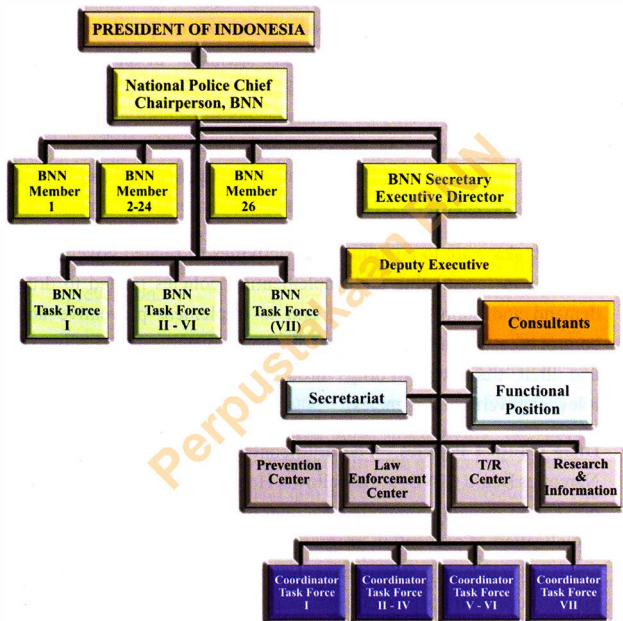 PRESIDENT OF INDONESIA
National Police Chief
Chairperson, BNN
BNN
Member
1
BNN
Member
2-24
BNN
Member
26
BNN Secretary
Executive Director
Deputy Executive
BNN
Task Force
I
BNN
Task Force
II - VI
BNN
Task Force
(VII)
Consultants
Secretariat
Functional
Position
Prevention
Center
Law
Enforcement
Center
T/R
Center
Research
&
Information
Coordinator
Task Force
I
Coordinator
Task Force
II - IV
Coordinator
Task Force
V - VI
Coordinator
Task Force
VII
Perpustakaan BNN